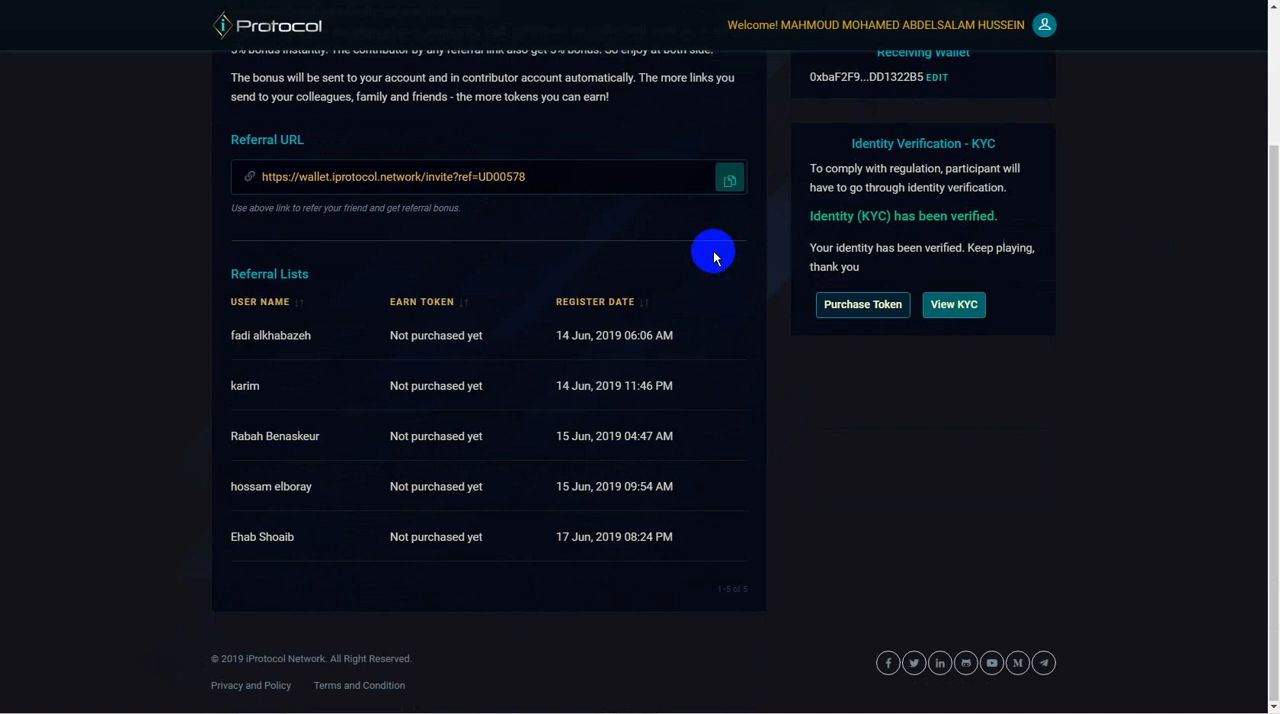 iProtocol
Welcome! MAHMOUD MOHAMED ABDELSALAM HUSSEIN
5% bonus instantly. The contributor by any referral link also get 5% bonus. So enjoy at both side.
The bonus will be sent to your account and in contributor account automatically. The more links you
send to your colleagues, family and friends - the more tokens you can earn!
Referral URL
https://wallet.iprotocol.network/invite?ref=UD00578
Use above link to refer your friend and get referral bonus.
Referral Lists
USER NAME EARN TOKEN REGISTER DATE
fadi alkhabazeh Not purchased yet 14 Jun, 2019 06:06 AM
karim Not purchased yet 14 Jun, 2019 11:46 PM
Rabah Benaskeur Not purchased yet 15 Jun, 2019 04:47 AM
hossam elboray Not purchased yet 15 Jun, 2019 09:54 AM
Ehab Shoaib Not purchased yet 17 Jun, 2019 08:24 PM
1 -5 of 5
Receiving Wallet
0xbaF2F9...DD1322B5 EDIT
Identity Verification - KYC
To comply with regulation, participant will
have to go through identity verification.
Identity (KYC) has been verified.
Your identity has been verified. Keep playing,
thank you
Purchase Token View KYC
© 2019 iProtocol Network. All Right Reserved.
Privacy and Policy Terms and Condition